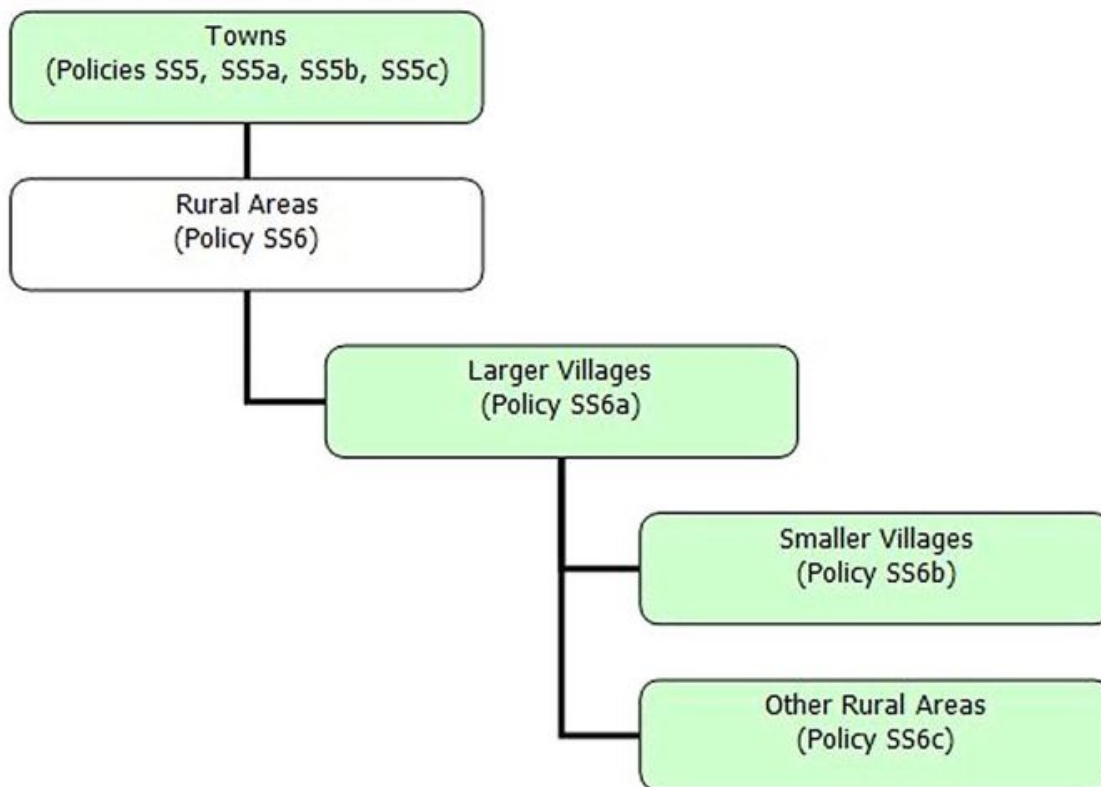 Towns
(Policies SS5, SS5a, SS5b, SS5c)
Rural Areas
(Policy SS6)
Larger Villages
(Policy SS6a)
Smaller Villages
(Policy SS6b)
Other Rural Areas
(Policy SS6c)